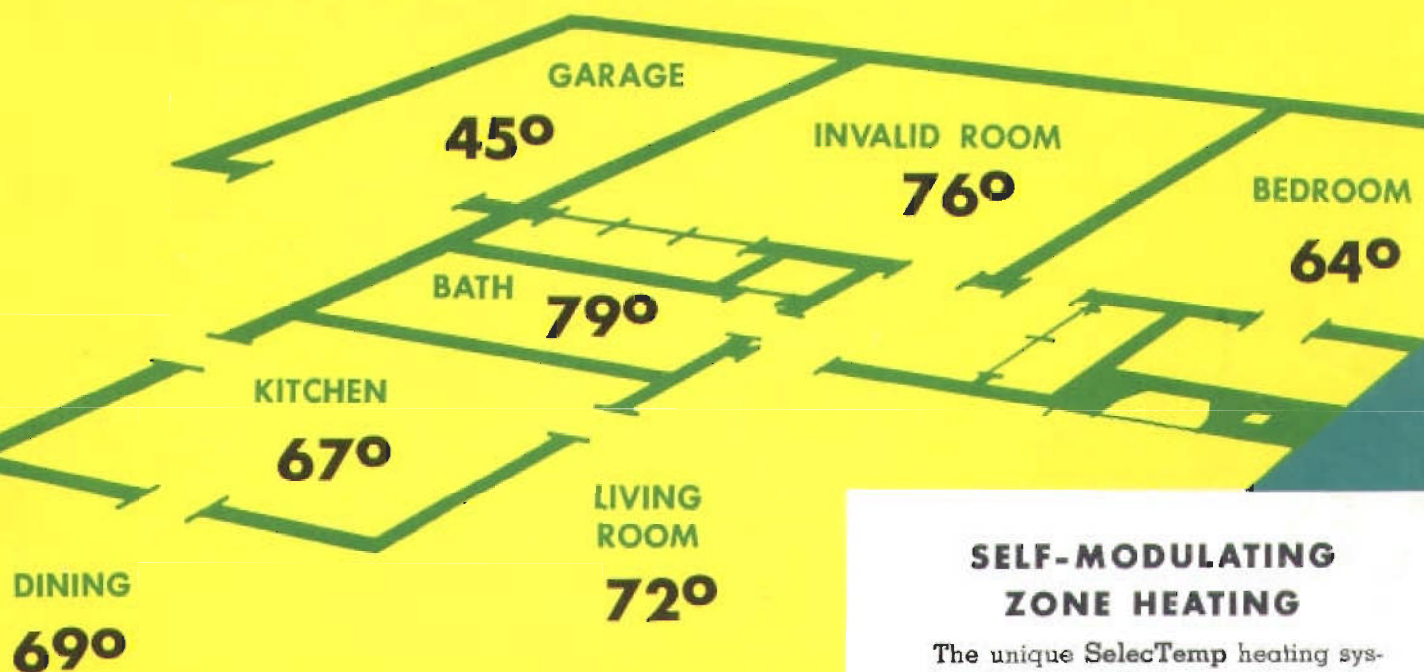 GARAGE
45°
INVALID ROOM
76°
BEDROOM
64°
BATH
79°
KITCHEN
67°
LIVING
ROOM
72°
DINING
69°
SELF-MODULATING
ZONE HEATING
The unique SelecTemp heating sys-